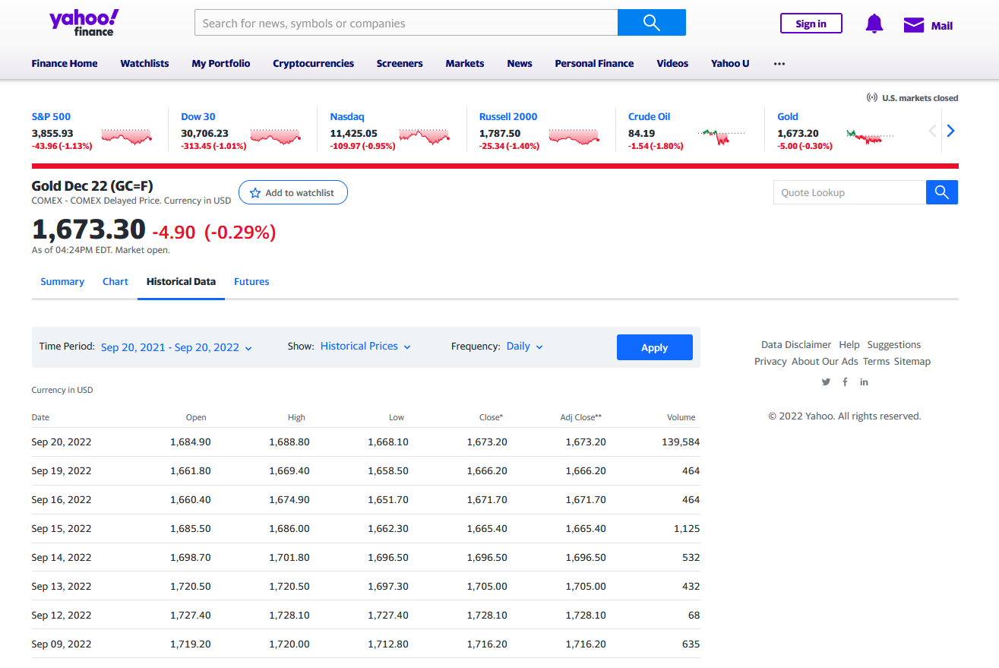 yahoo!
finance
Search for news, symbols or companies
Sign in
Mail
Finance Home Watchlists My Portfolio Cryptocurrencies Screeners Markets News Personal Finance Videos Yahoo U ...
U.S. markets closed
S&P 500
3,855.93
-43.96 (-1.13%)
Dow 30
30,706.23
-313.45 (-1.01%)
Nasdaq
11,425.05
-109.97 (-0.95%)
Russell 2000
1,787.50
-25.34 (-1.40%)
Crude Oil
84.19
-1.54 (-1.80%)
Gold
1,673.20
-5.00 (-0.30%)
Gold Dec 22 (GC=F)
COMEX - COMEX Delayed Price. Currency in USD
Add to watchlist
Quote Lookup
1,673.30 -4.90 (-0.29%)
As of 04:24PM EDT. Market open.
Summary Chart Historical Data Futures
Time Period: Sep 20, 2021 - Sep 20, 2022 Show: Historical Prices Frequency: Daily Apply
Currency in USD
Date Open High Low Close* Adj Close** Volume
Sep 20, 2022 1,684.90 1,688.80 1,668.10 1,673.20 1,673.20 139,584
Sep 19, 2022 1,661.80 1,669.40 1,658.50 1,666.20 1,666.20 464
Sep 16, 2022 1,660.40 1,674.90 1,651.70 1,671.70 1,671.70 464
Sep 15, 2022 1,685.50 1,686.00 1,662.30 1,665.40 1,665.40 1,125
Sep 14, 2022 1,698.70 1,701.80 1,696.50 1,696.50 1,696.50 532
Sep 13, 2022 1,720.50 1,720.50 1,697.30 1,705.00 1,705.00 432
Sep 12, 2022 1,727.40 1,728.10 1,727.40 1,728.10 1,728.10 68
Sep 09, 2022 1,719.20 1,720.00 1,712.80 1,716.20 1,716.20 635
Data Disclaimer Help Suggestions
Privacy About Our Ads Terms Sitemap
© 2022 Yahoo. All rights reserved.